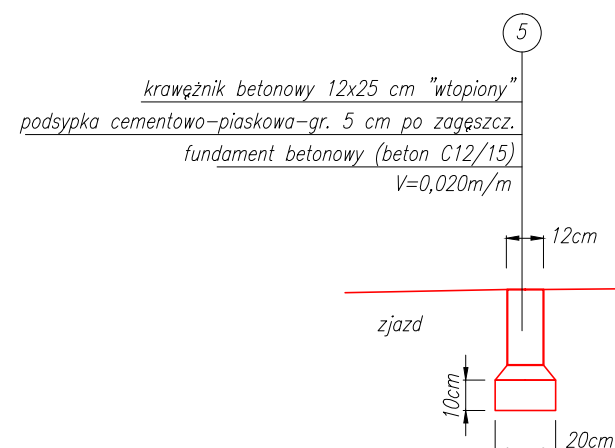 5
krawężnik betonowy 12x25 cm "wtopiony"
podsypka cementowo-piaskowa-gr. 5 cm po zagęszcz.
fundament betonowy (beton C12/15)
V=0,020m/m
12cm
zjazd
10cm
20cm